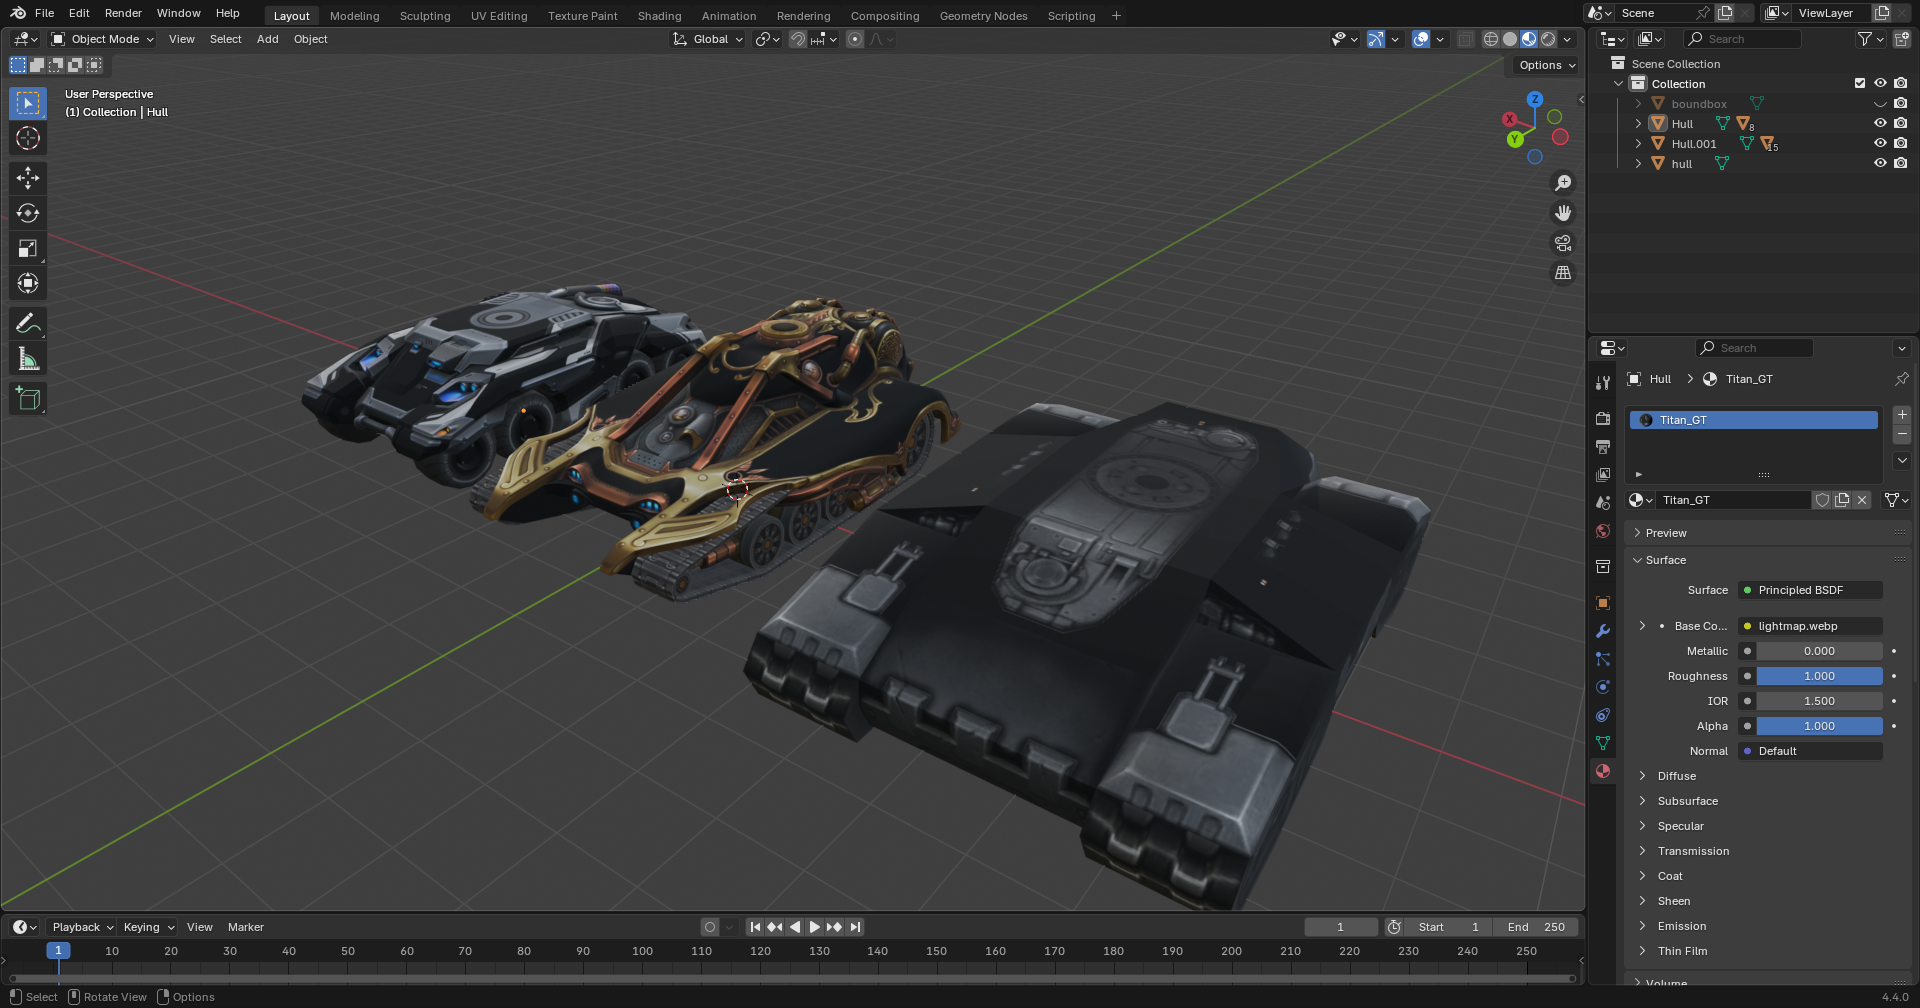 File Edit Render Window Help
Layout Modeling Sculpting UV Editing Texture Paint Shading Animation Rendering Compositing Geometry Nodes Scripting +
Scene
ViewLayer
Object Mode View Select Add Object
Global
Search
Options
User Perspective
(1) Collection | Hull
Z
X
Y
Scene Collection
Collection
boundbox
Hull 8
Hull.001 15
hull
Search
Hull > Titan_GT
Titan_GT
Titan_GT
Preview
Surface
Surface Principled BSDF
Base Co... lightmap.webp
Metallic 0.000
Roughness 1.000
IOR 1.500
Alpha 1.000
Normal Default
Diffuse
Subsurface
Specular
Transmission
Coat
Sheen
Emission
Thin Film
Volume
Playback Keying View Marker
1 Start 1 End 250
1 10 20 30 40 50 60 70 80 90 100 110 120 130 140 150 160 170 180 190 200 210 220 230 240 250
Select Rotate View Options
4.4.0